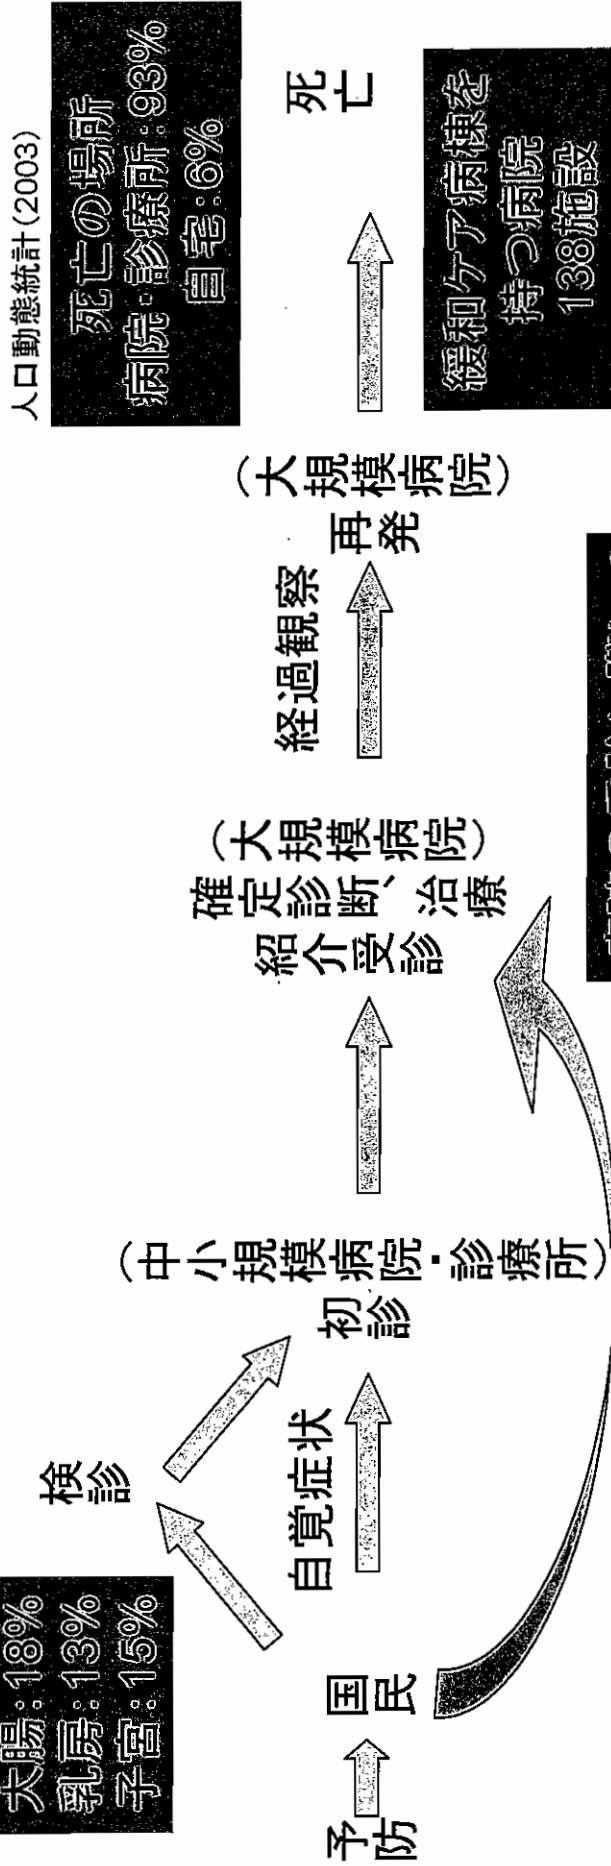 人口動態統計(2003)
死亡の場所
病院・診療所:93%
自宅:6%
大腸:18%
乳房:13%
子宮:15%
検診
予防
国民
自覚症状
初診
(中小規模病院・診療所)
紹介受診
確定診断、治療
(大規模病院)
経過観察
再発
(大規模病院)
死亡
緩和ケア病棟を
持つ病院
138施設